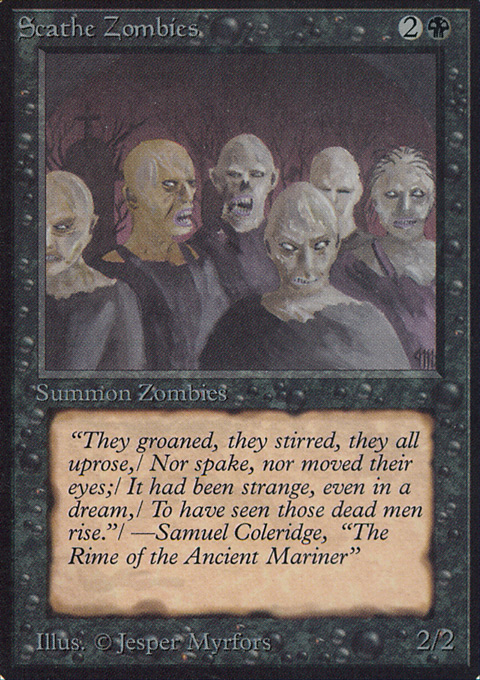 Scathe Zombies 2
Summon Zombies
“They groaned, they stirred, they all
uprose,/ Nor spake, nor moved their
eyes;/ It had been strange, even in a
dream,/ To have seen those dead men
rise.”/ —Samuel Coleridge, “The
Rime of the Ancient Mariner”
Illus. © Jesper Myrfors 2/2